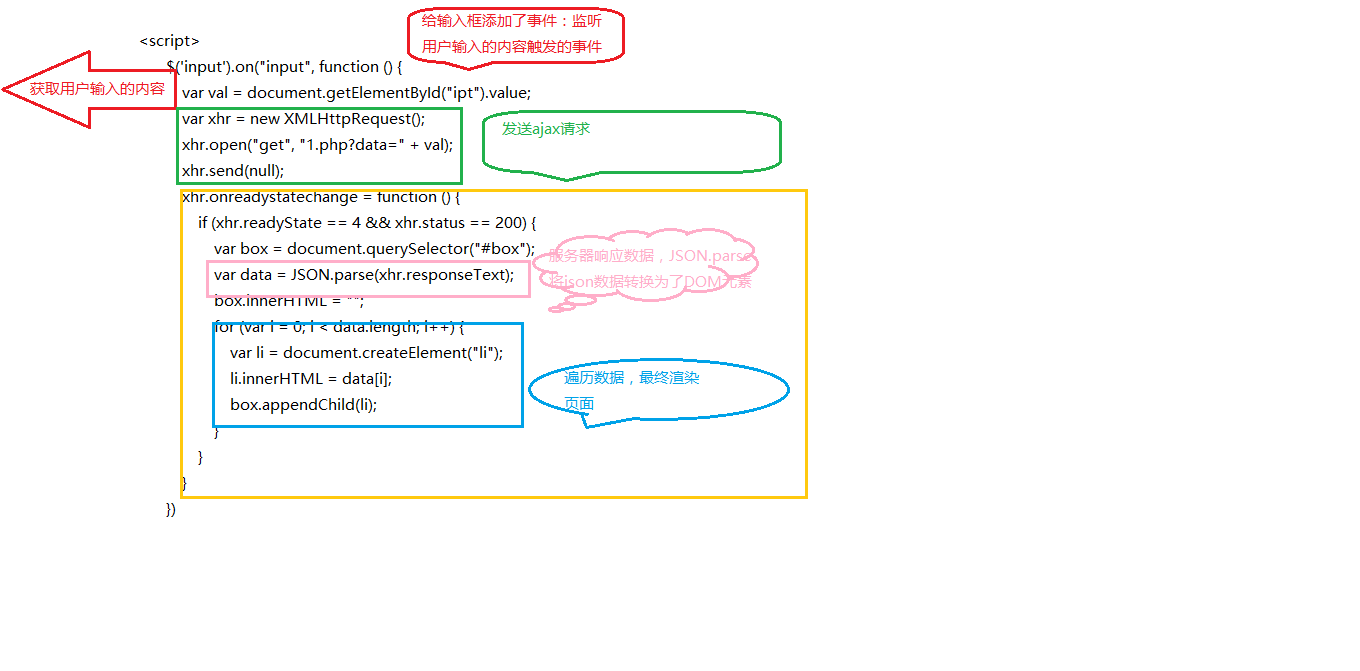 给输入框添加了事件：监听
用户输入的内容触发的事件
<script>
$('input').on("input", function () {
获取用户输入的内容
var val = document.getElementById("ipt").value;
var xhr = new XMLHttpRequest();
发送ajax请求
xhr.open("get", "1.php?data=" + val);
xhr.send(null);
xhr.onreadystatechange = function () {
if (xhr.readyState == 4 && xhr.status == 200) {
var box = document.querySelector("#box");
服务器响应数据，JSON.parse
将json数据转换为了DOM元素
var data = JSON.parse(xhr.responseText);
box.innerHTML = "";
for (var i = 0; i < data.length; i++) {
var li = document.createElement("li");
li.innerHTML = data[i];
box.appendChild(li);
遍历数据，最终渲染
页面
}
}
}
})